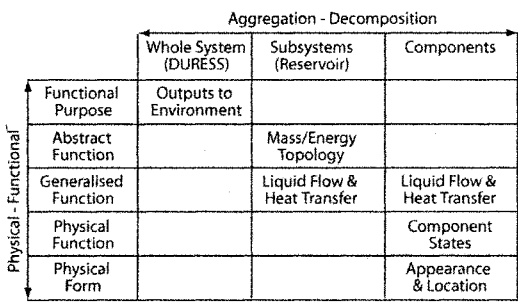 Aggregation - Decomposition
Whole System
(DURESS)
Subsystems
(Reservoir)
Components
Physical - Functional
Functional
Purpose
Outputs to
Environment
Abstract
Function
Mass/Energy
Topology
Generalised
Function
Liquid Flow &
Heat Transfer
Liquid Flow &
Heat Transfer
Physical
Function
Component
States
Physical
Form
Appearance
& Location